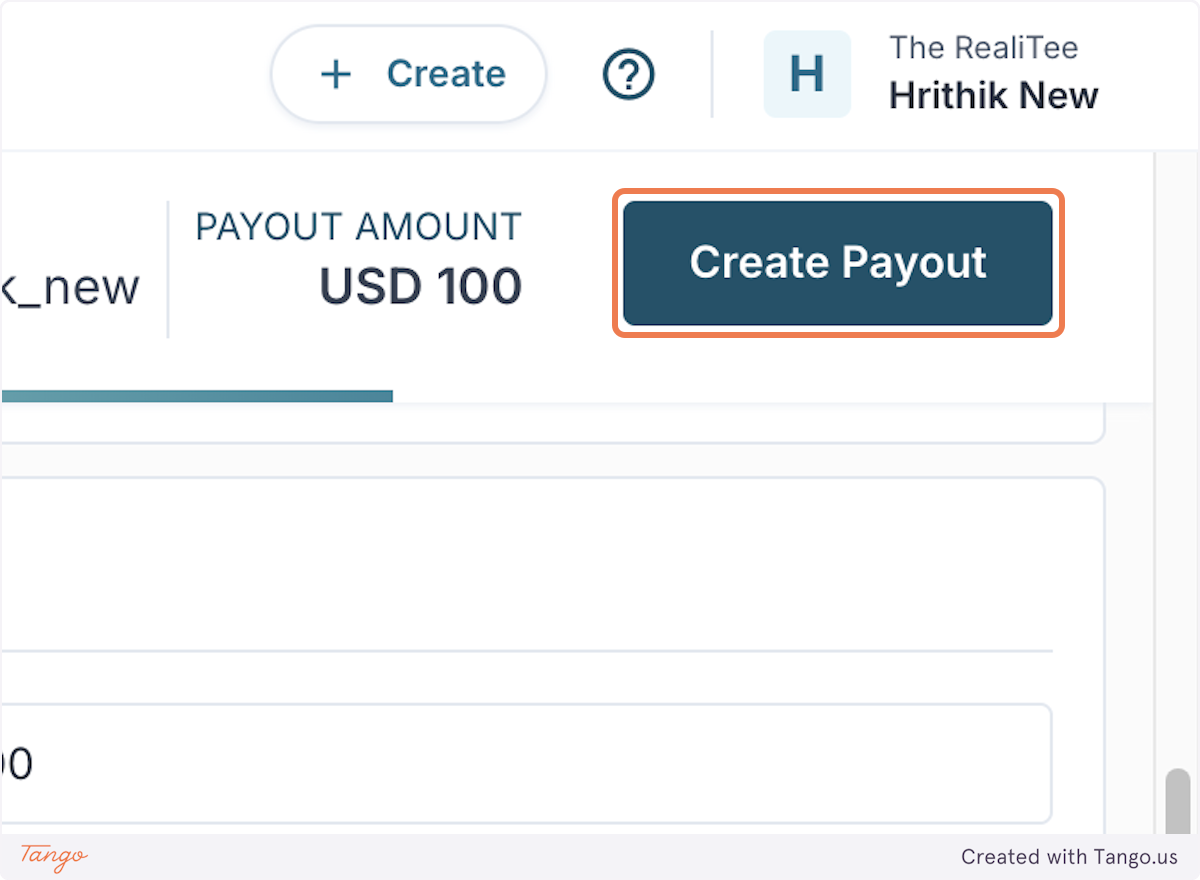 + Create
?
H
The RealiTee
Hrithik New
k_new
PAYOUT AMOUNT
USD 100
Create Payout
00
Tango
Created with Tango.us